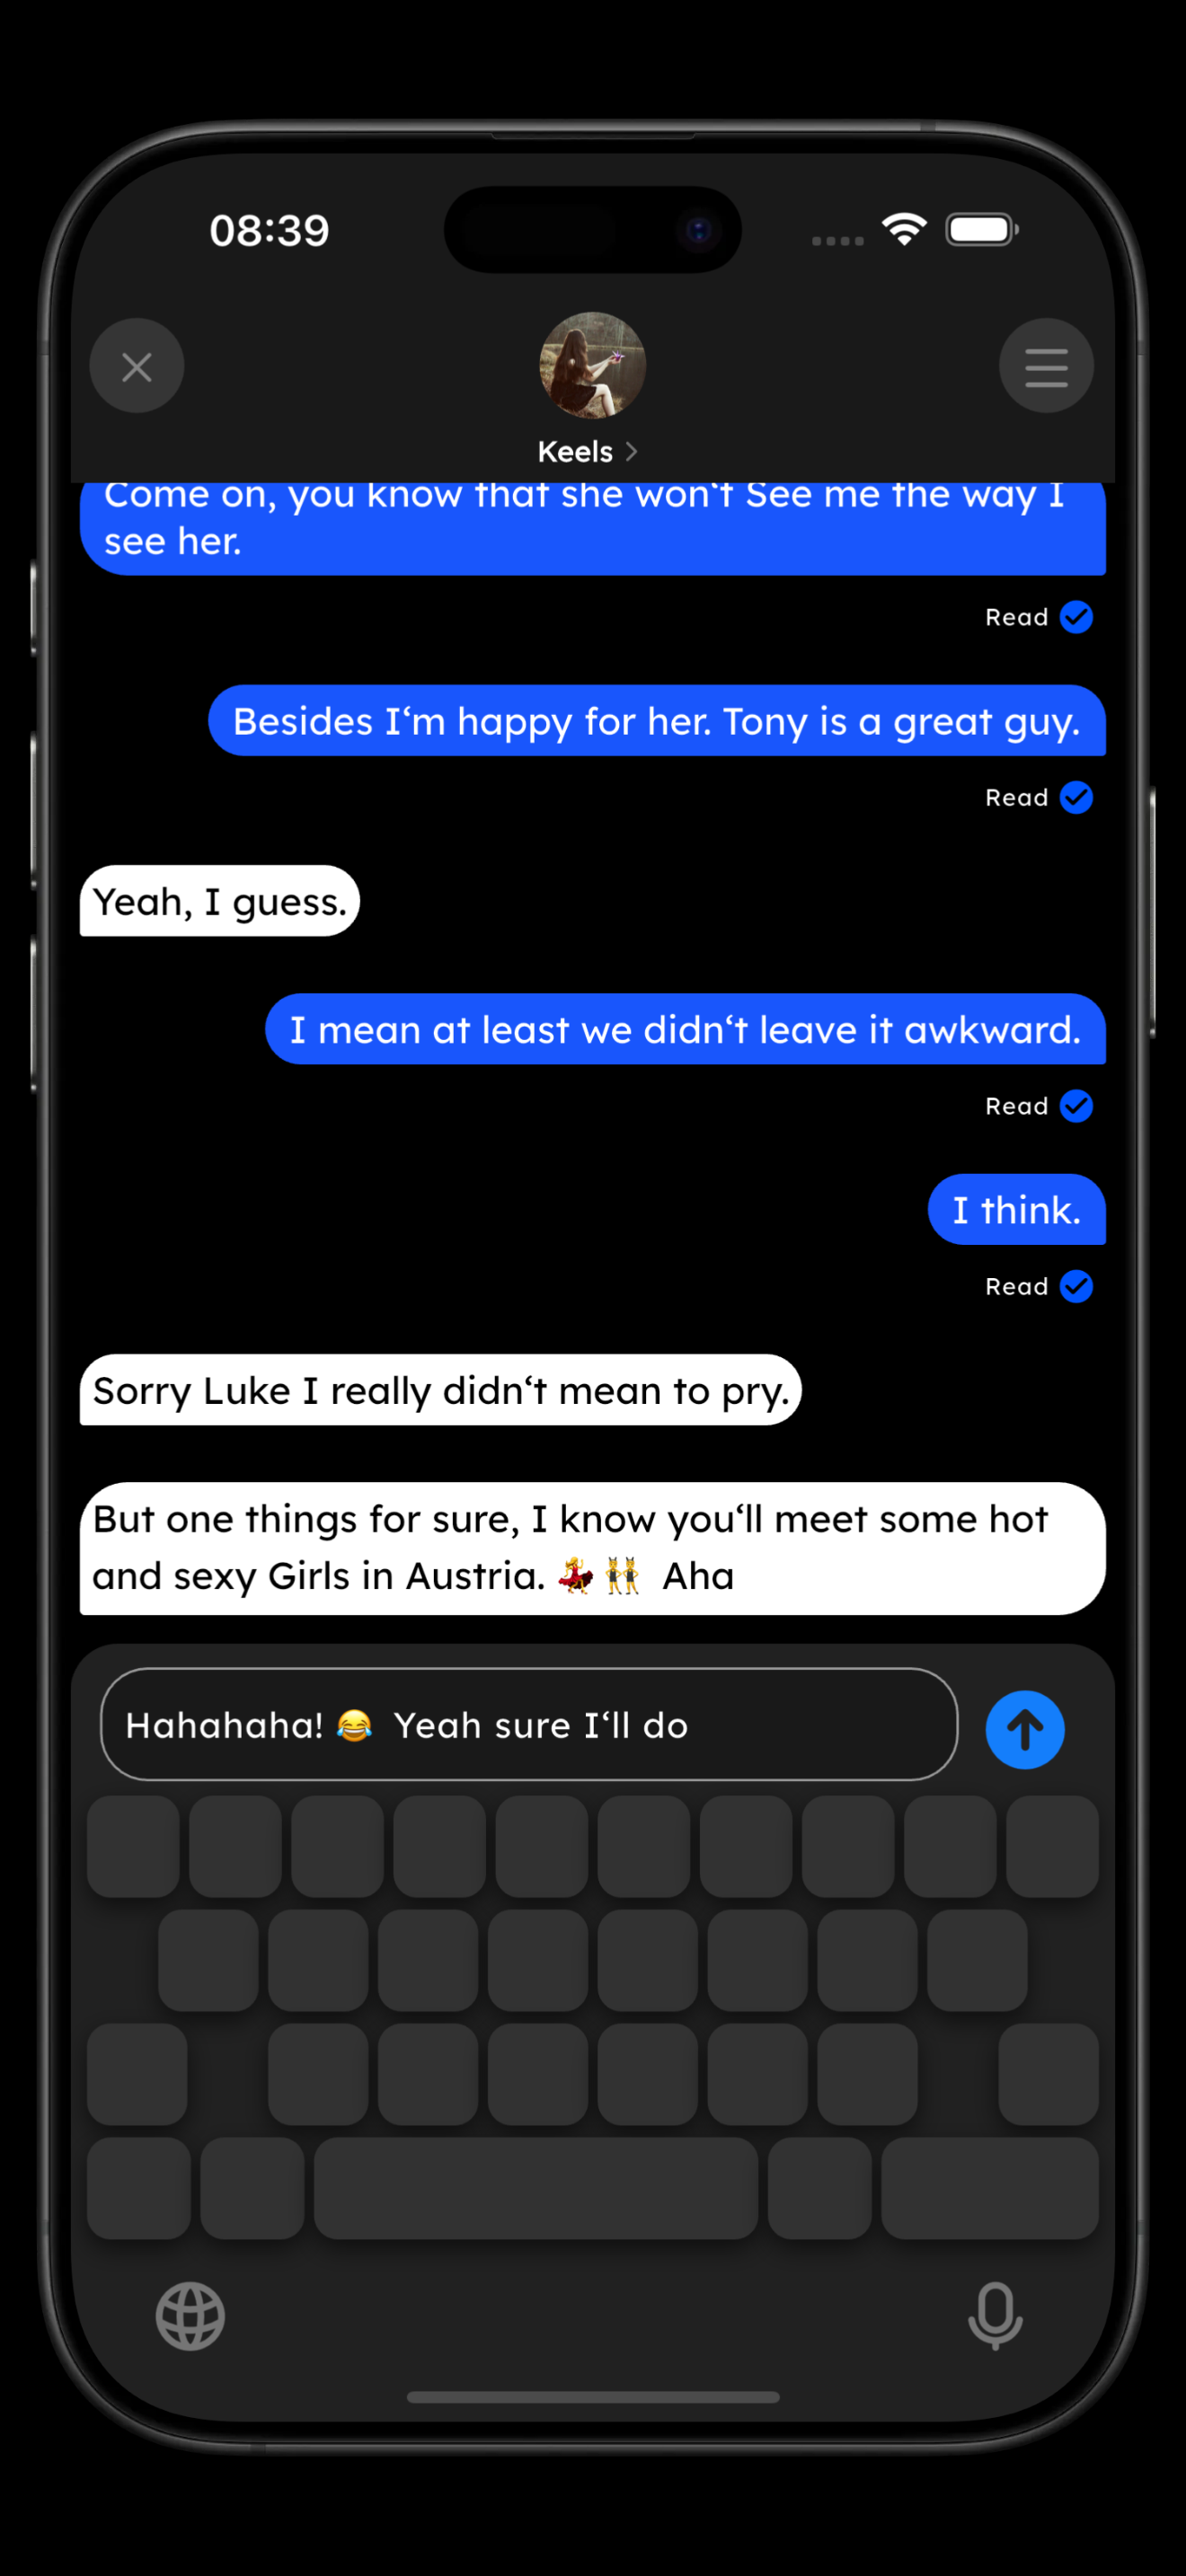 08:39
Keels
Come on, you know that she won‘t See me the way I
see her.
Read
Besides I‘m happy for her. Tony is a great guy.
Read
Yeah, I guess.
I mean at least we didn‘t leave it awkward.
Read
I think.
Read
Sorry Luke I really didn‘t mean to pry.
But one things for sure, I know you‘ll meet some hot
and sexy Girls in Austria. 💃👯 Aha
Hahahaha! 😂 Yeah sure I‘ll do